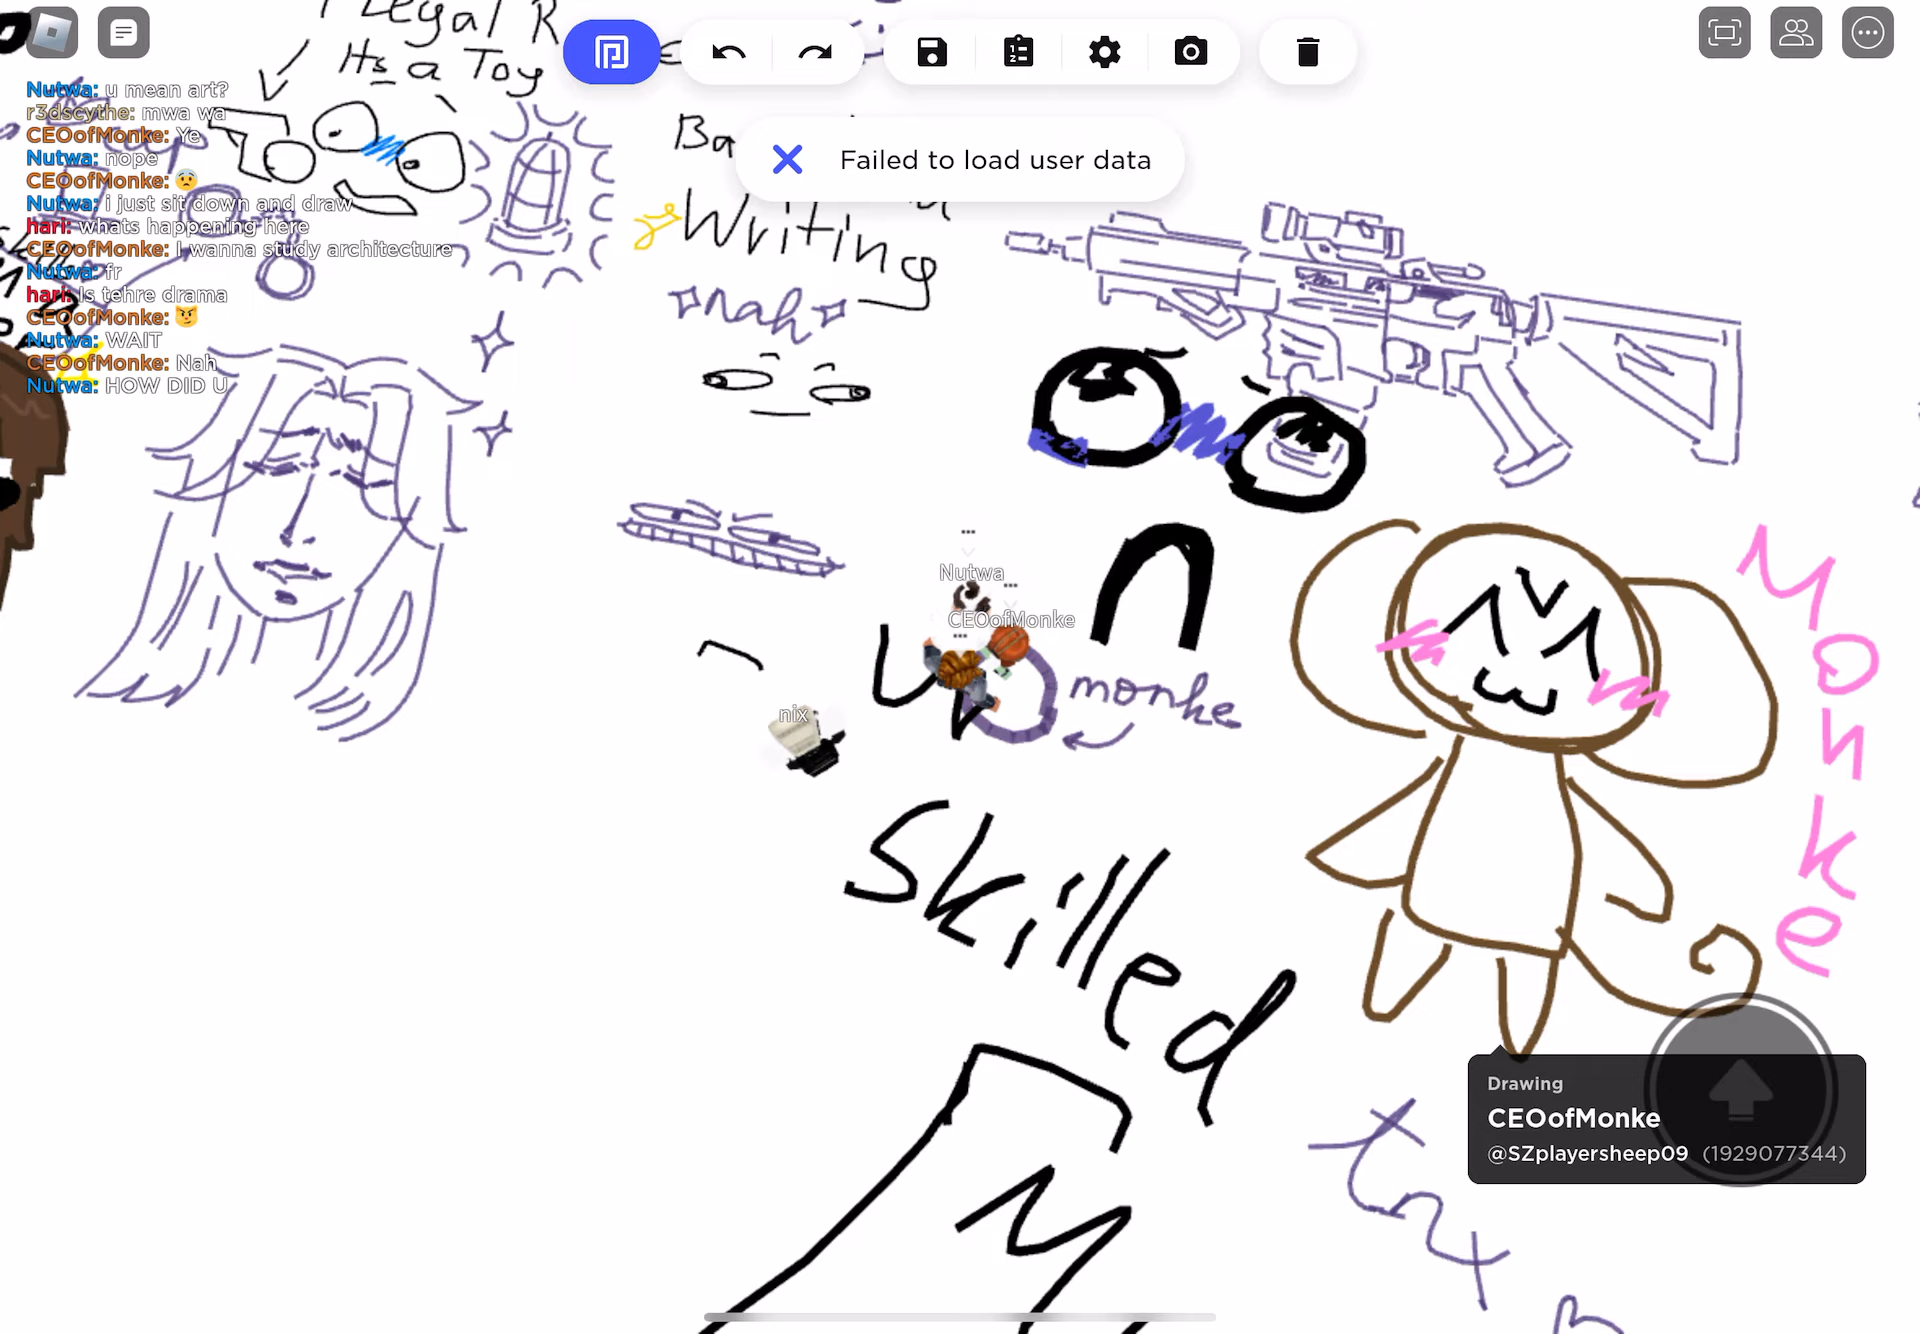 Legal R
Its a Toy
Nutwa: u mean art?
r3dscythe: mwa wa
CEOofMonke: Ye
Nutwa: nope
CEOofMonke: 😰
Nutwa: i just sit down and draw
hari: whats happening here
CEOofMonke: I wanna study architecture
Nutwa: fr
hari: Is tehre drama
CEOofMonke: 😼
Nutwa: WAIT
CEOofMonke: Nah
Nutwa: HOW DID U
Failed to load user data
Ba
Writing
nah
Nutwa
CEOofMonke
nix
monke
Monke
Skilled
Drawing
CEOofMonke
@SZplayersheep09 (1929077344)